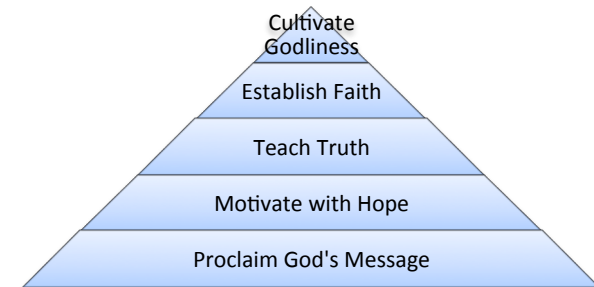 Cultivate
Godliness
Establish Faith
Teach Truth
Motivate with Hope
Proclaim God's Message